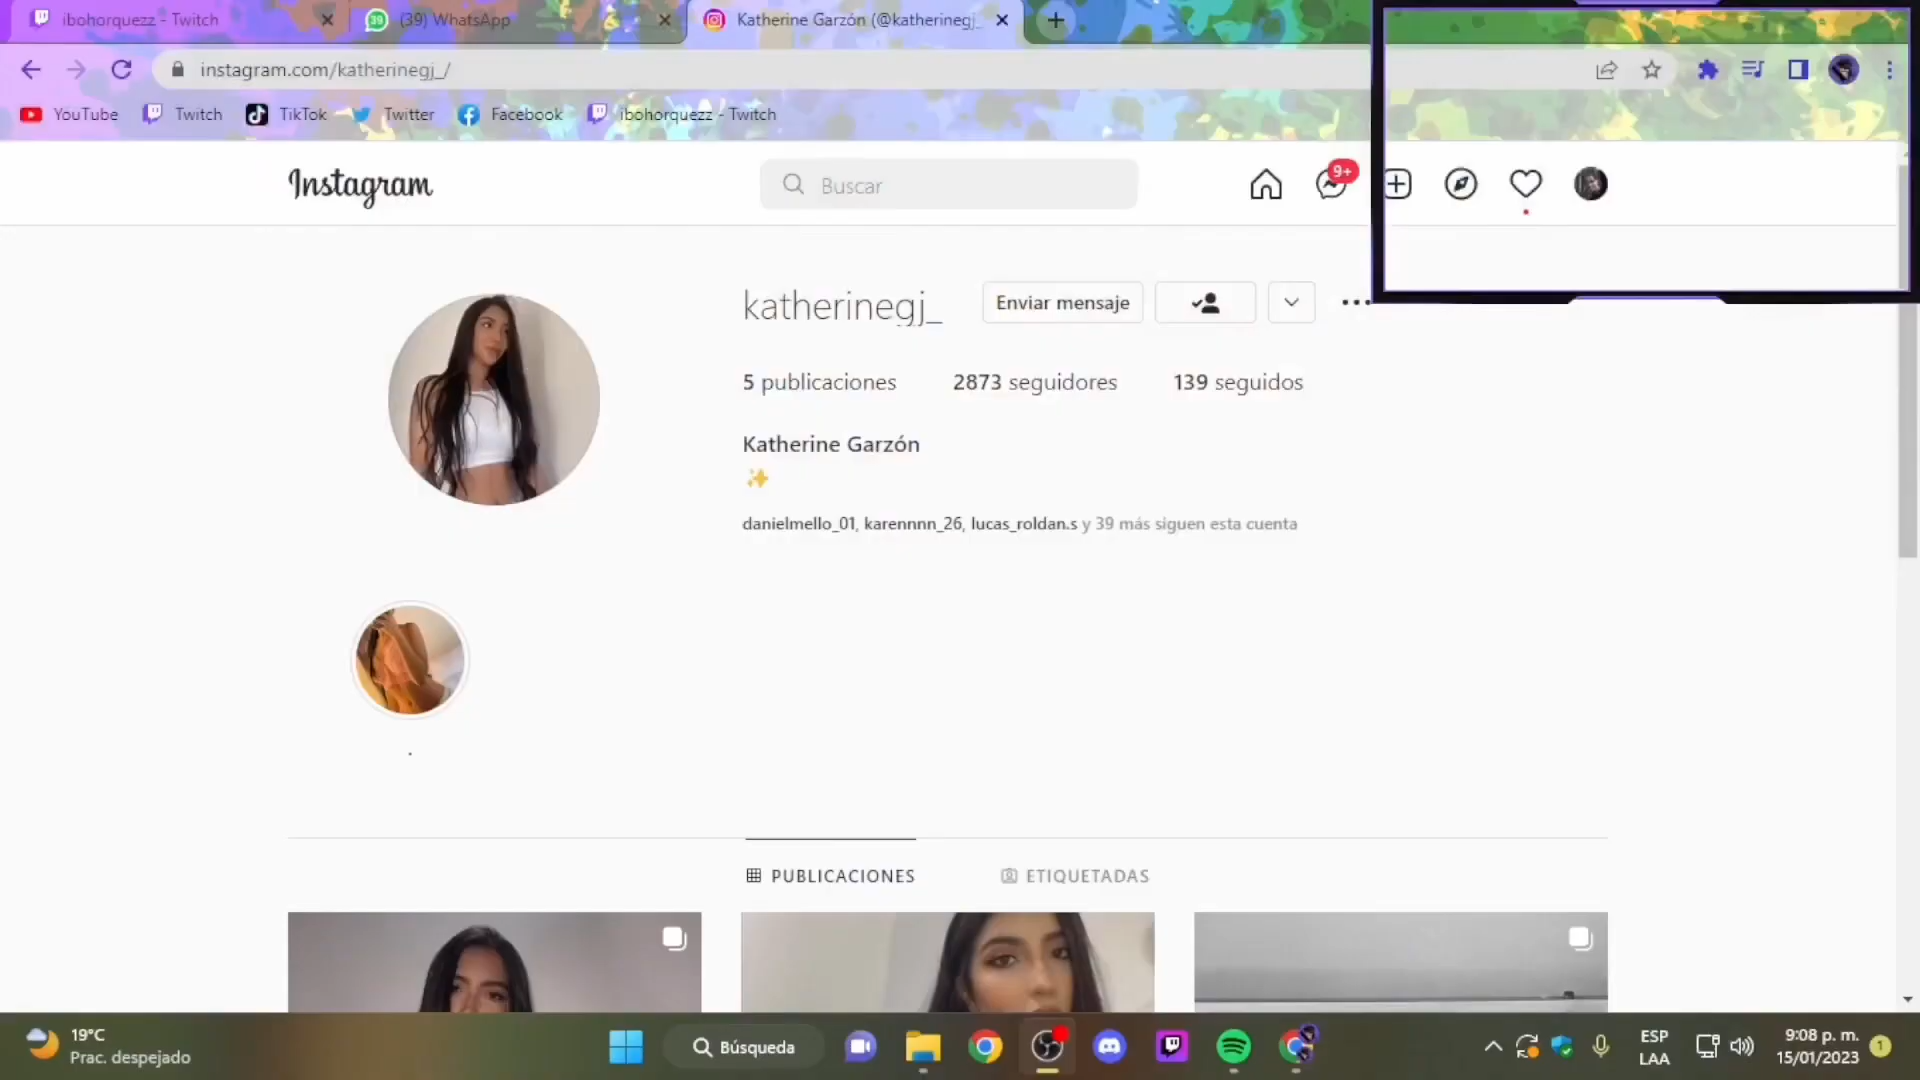 ibohorquezz - Twitch
39
(39) WhatsApp
Katherine Garzón (@katherinegj_
instagram.com/katherinegj_/
YouTube
Twitch
TikTok
Twitter
Facebook
ibohorquezz - Twitch
Instagram
Buscar
9+
katherinegj_
Enviar mensaje
5 publicaciones
2873 seguidores
139 seguidos
Katherine Garzón
danielmello_01, karennnn_26, lucas_roldan.s y 39 más siguen esta cuenta
.
PUBLICACIONES
ETIQUETADAS
19°C
Prac. despejado
Búsqueda
ESP
LAA
9:08 p. m.
15/01/2023
1